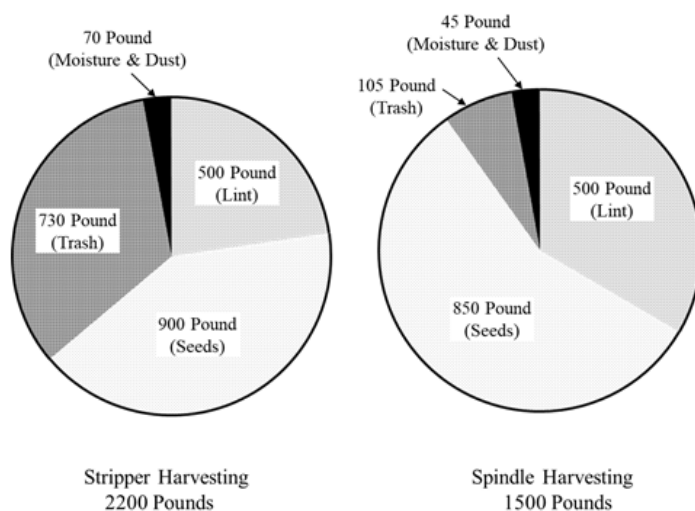 70 Pound
(Moisture & Dust)
500 Pound
(Lint)
730 Pound
(Trash)
900 Pound
(Seeds)
Stripper Harvesting
2200 Pounds
45 Pound
(Moisture & Dust)
105 Pound
(Trash)
500 Pound
(Lint)
850 Pound
(Seeds)
Spindle Harvesting
1500 Pounds